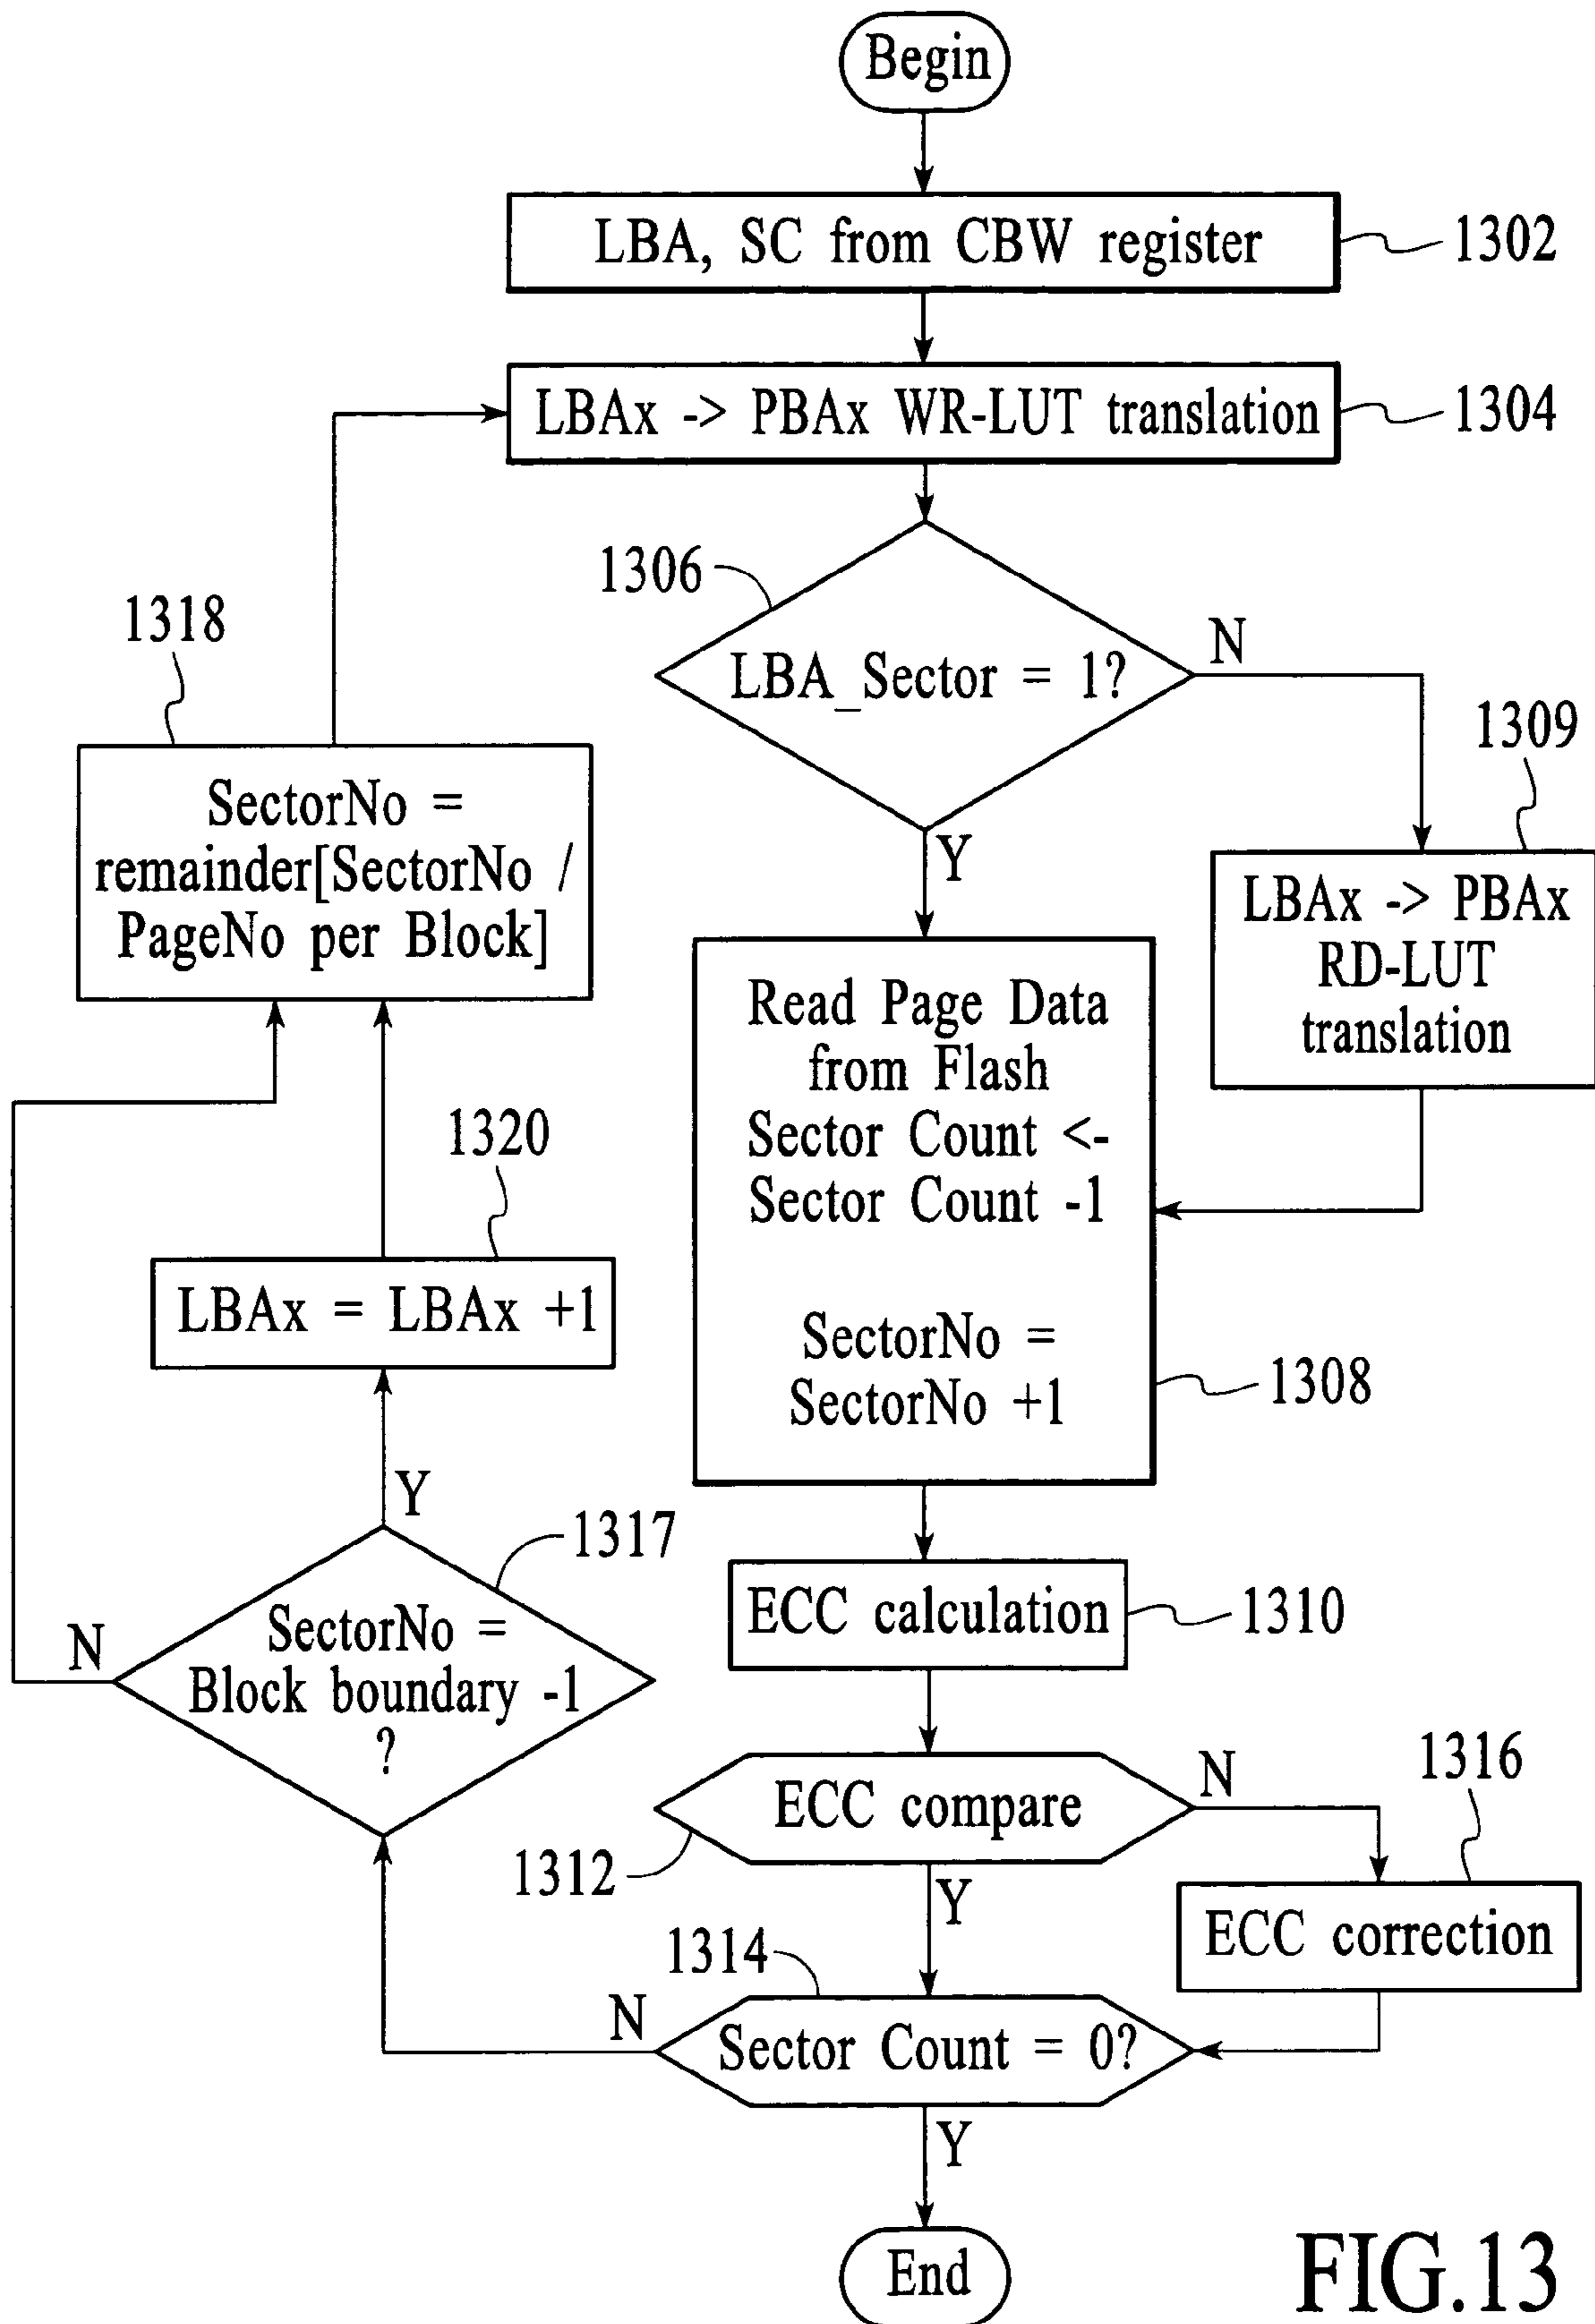 Begin
LBA, SC from CBW register
1302
LBAx -> PBAx WR-LUT translation
1304
1306
LBA_Sector = 1?
N
Y
1318
SectorNo =
remainder[SectorNo /
PageNo per Block]
1309
LBAx -> PBAx
RD-LUT
translation
Read Page Data
from Flash
Sector Count <-
Sector Count -1
SectorNo =
SectorNo +1
1308
1320
LBAx = LBAx +1
Y
1317
SectorNo =
Block boundary -1
?
N
ECC calculation
1310
ECC compare
1312
N
Y
1316
ECC correction
1314
Sector Count = 0?
N
Y
End
FIG.13